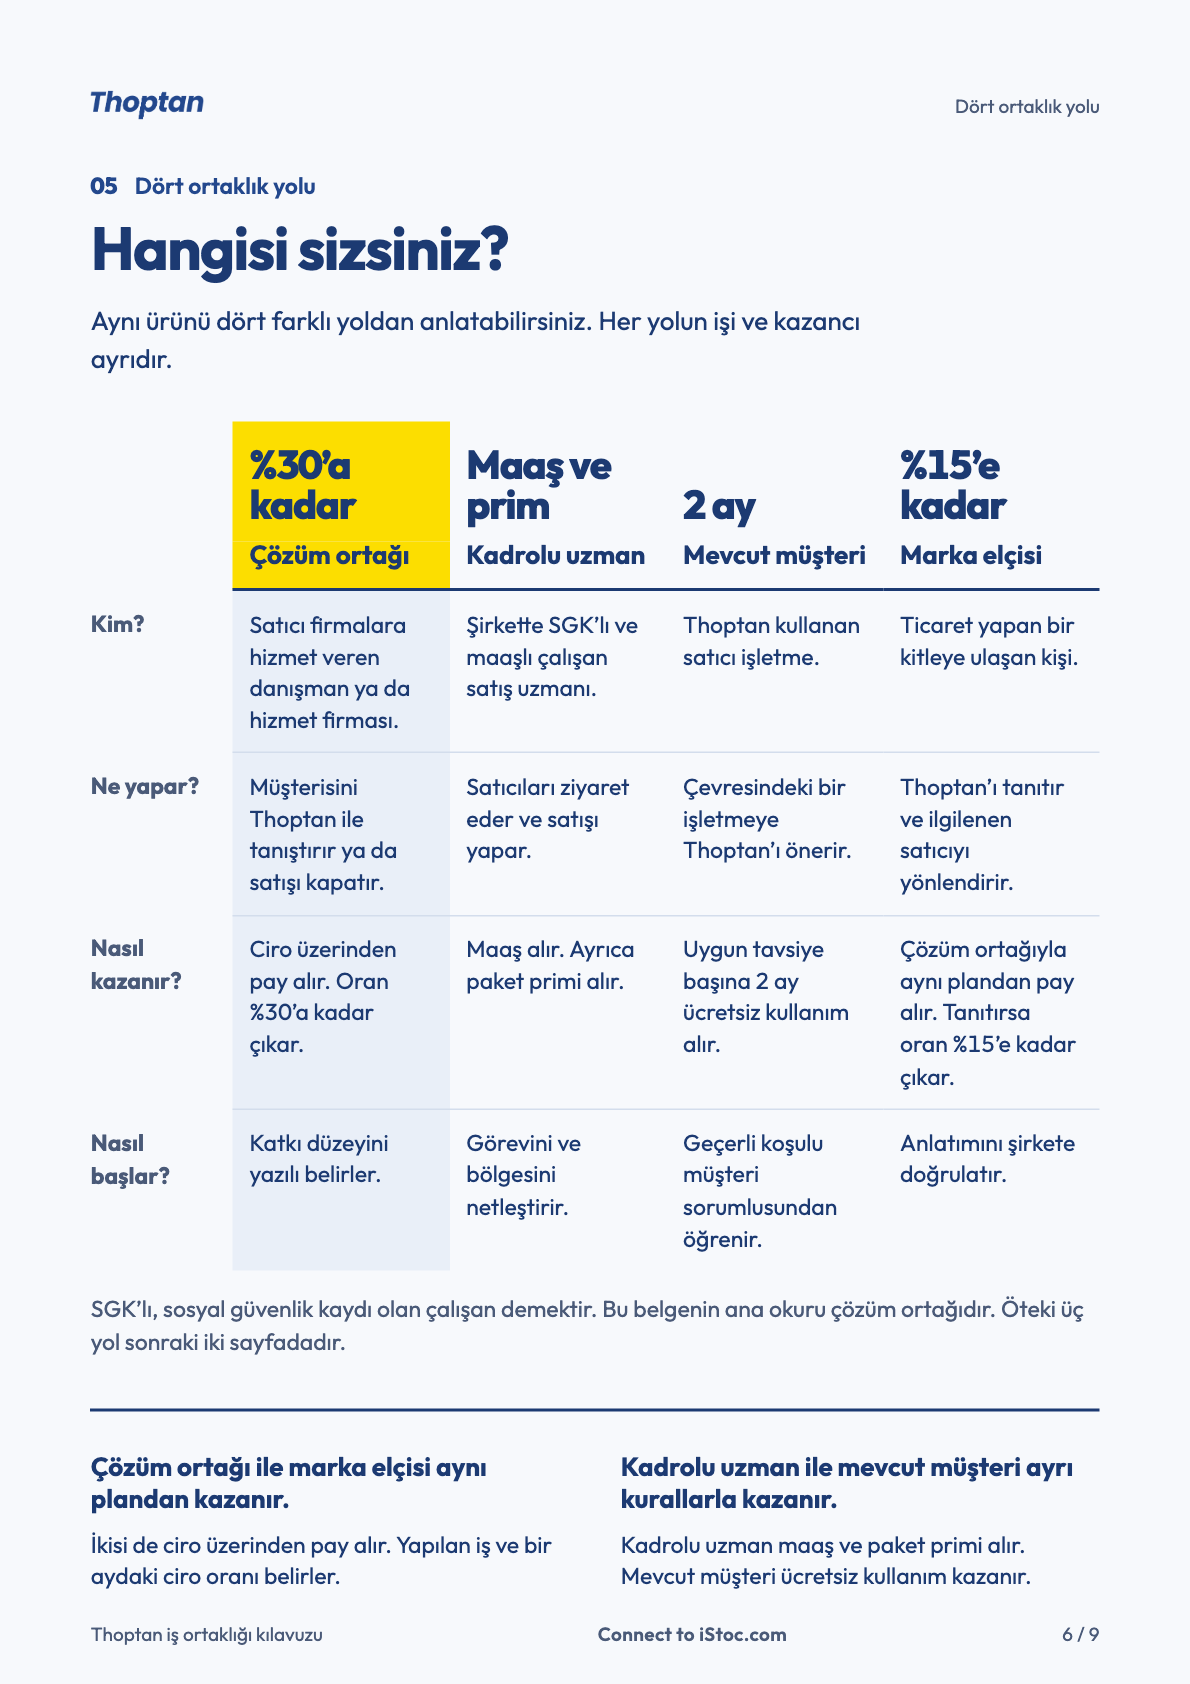 Thoptan
Dört ortaklık yolu
05 Dört ortaklık yolu
Hangisi sizsiniz?
Aynı ürünü dört farklı yoldan anlatabilirsiniz. Her yolun işi ve kazancı
ayrıdır.
%30’a
kadar
Çözüm ortağı
Maaş ve
prim
Kadrolu uzman
2 ay
Mevcut müşteri
%15’e
kadar
Marka elçisi
Kim?
Satıcı firmalara
hizmet veren
danışman ya da
hizmet firması.
Şirkette SGK’lı ve
maaşlı çalışan
satış uzmanı.
Thoptan kullanan
satıcı işletme.
Ticaret yapan bir
kitleye ulaşan kişi.
Ne yapar?
Müşterisini
Thoptan ile
tanıştırır ya da
satışı kapatır.
Satıcıları ziyaret
eder ve satışı
yapar.
Çevresindeki bir
işletmeye
Thoptan’ı önerir.
Thoptan’ı tanıtır
ve ilgilenen
satıcıyı
yönlendirir.
Nasıl
kazanır?
Ciro üzerinden
pay alır. Oran
%30’a kadar
çıkar.
Maaş alır. Ayrıca
paket primi alır.
Uygun tavsiye
başına 2 ay
ücretsiz kullanım
alır.
Çözüm ortağıyla
aynı plandan pay
alır. Tanıtırsa
oran %15’e kadar
çıkar.
Nasıl
başlar?
Katkı düzeyini
yazılı belirler.
Görevini ve
bölgesini
netleştirir.
Geçerli koşulu
müşteri
sorumlusundan
öğrenir.
Anlatımını şirkete
doğrulatır.
SGK’lı, sosyal güvenlik kaydı olan çalışan demektir. Bu belgenin ana okuru çözüm ortağıdır. Öteki üç
yol sonraki iki sayfadadır.
Çözüm ortağı ile marka elçisi aynı
plandan kazanır.
İkisi de ciro üzerinden pay alır. Yapılan iş ve bir
aydaki ciro oranı belirler.
Kadrolu uzman ile mevcut müşteri ayrı
kurallarla kazanır.
Kadrolu uzman maaş ve paket primi alır.
Mevcut müşteri ücretsiz kullanım kazanır.
Thoptan iş ortaklığı kılavuzu
Connect to iStoc.com
6 / 9